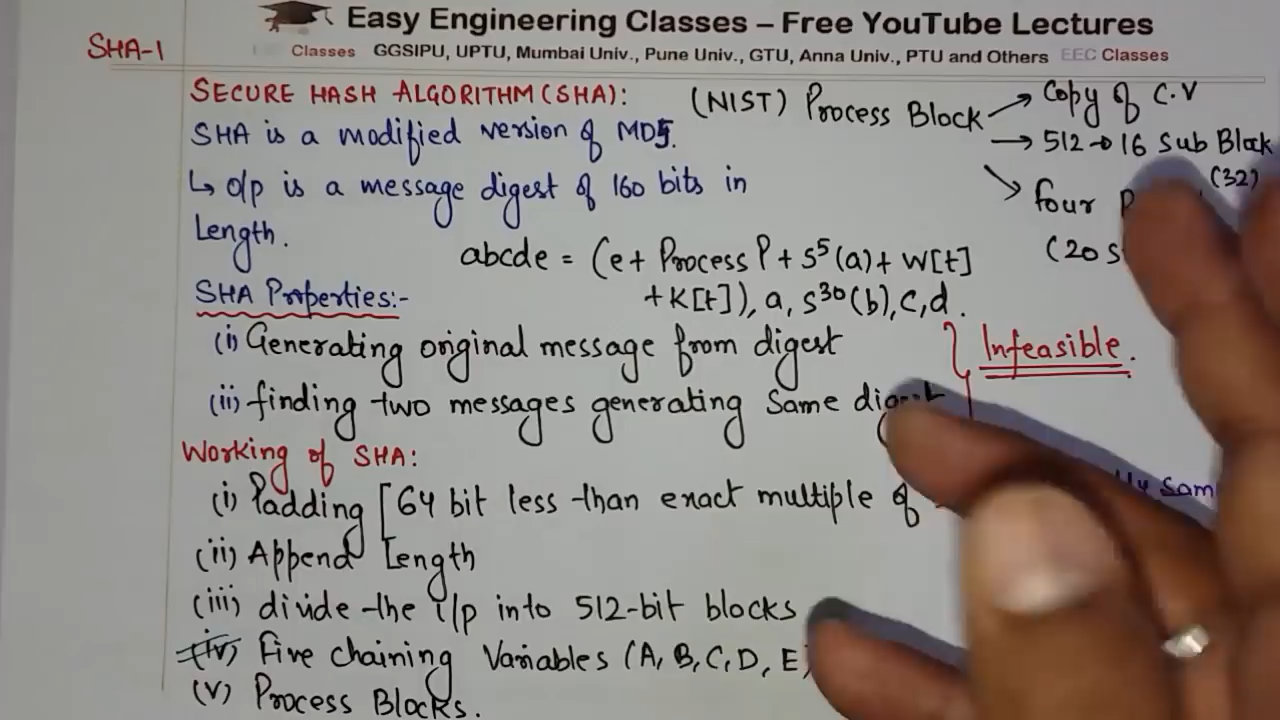 Easy Engineering Classes – Free YouTube Lectures
Classes GGSIPU, UPTU, Mumbai Univ., Pune Univ., GTU, Anna Univ., PTU and Others EEC Classes
SHA-1
SECURE HASH ALGORITHM (SHA): (NIST) Process Block → Copy of C.V
SHA is a modified version of MD5. → 512 → 16 Sub Block
(32)
↳ o/p is a message digest of 160 bits in four
Length. (20
abcde = (e + Process P + s⁵(a) + W[t]
+ K[t]), a, s³⁰(b), c, d.
SHA Properties:-
(i) Generating original message from digest } Infeasible.
(ii) finding two messages generating Same digest
Working of SHA:
(i) Padding [64 bit less than exact multiple of
(ii) Append Length
(iii) divide the i/p into 512-bit blocks
(iv) Five chaining Variables (A, B, C, D, E)
(v) Process Blocks.